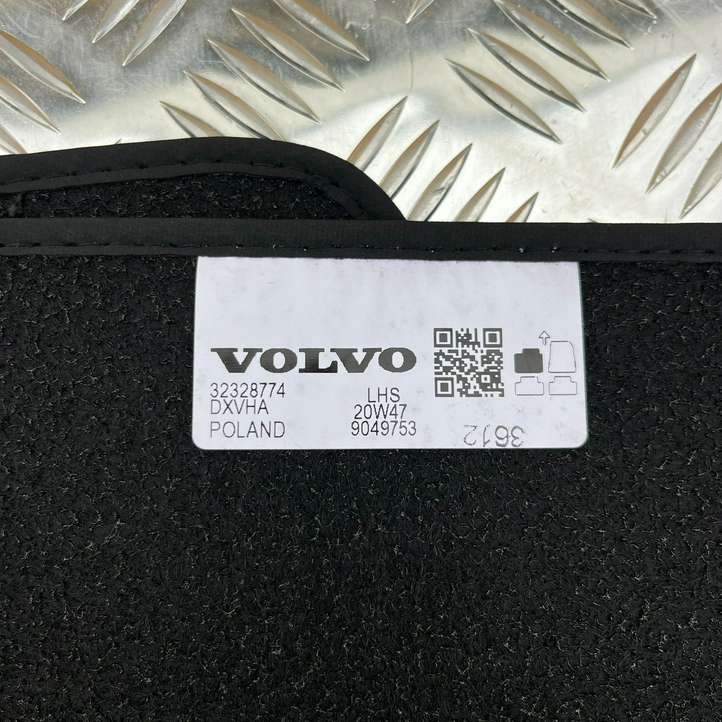 VOLVO
32328774 LHS
DXVHA 20W47
POLAND 9049753 3612